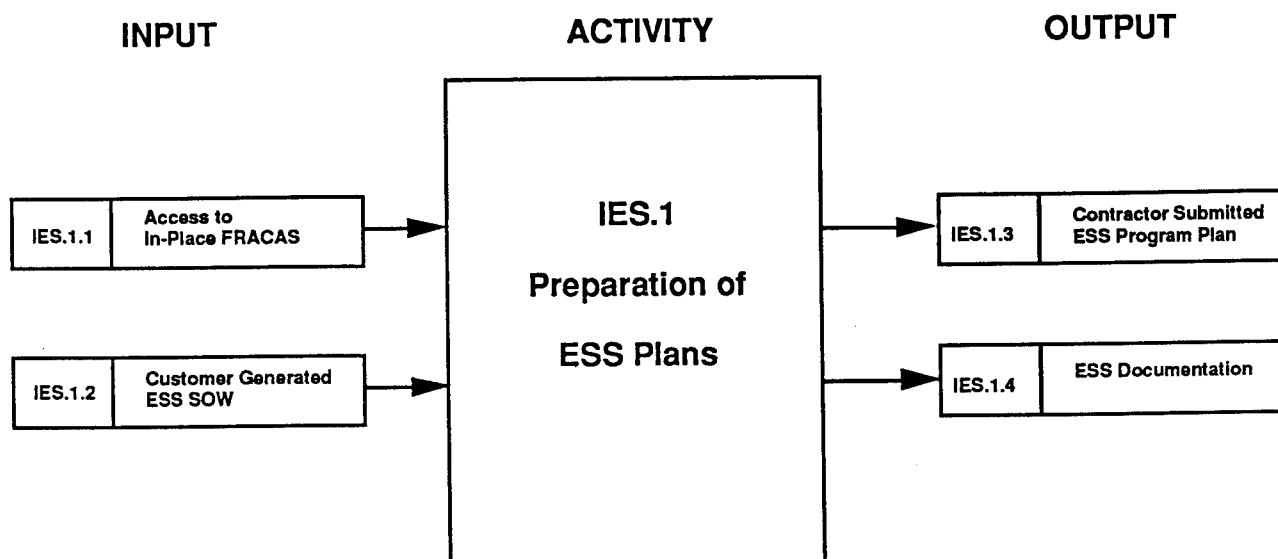 INPUT
ACTIVITY
OUTPUT
IES.1.1
Access to
In-Place FRACAS
IES.1.2
Customer Generated
ESS SOW
IES.1
Preparation of
ESS Plans
IES.1.3
Contractor Submitted
ESS Program Plan
IES.1.4
ESS Documentation